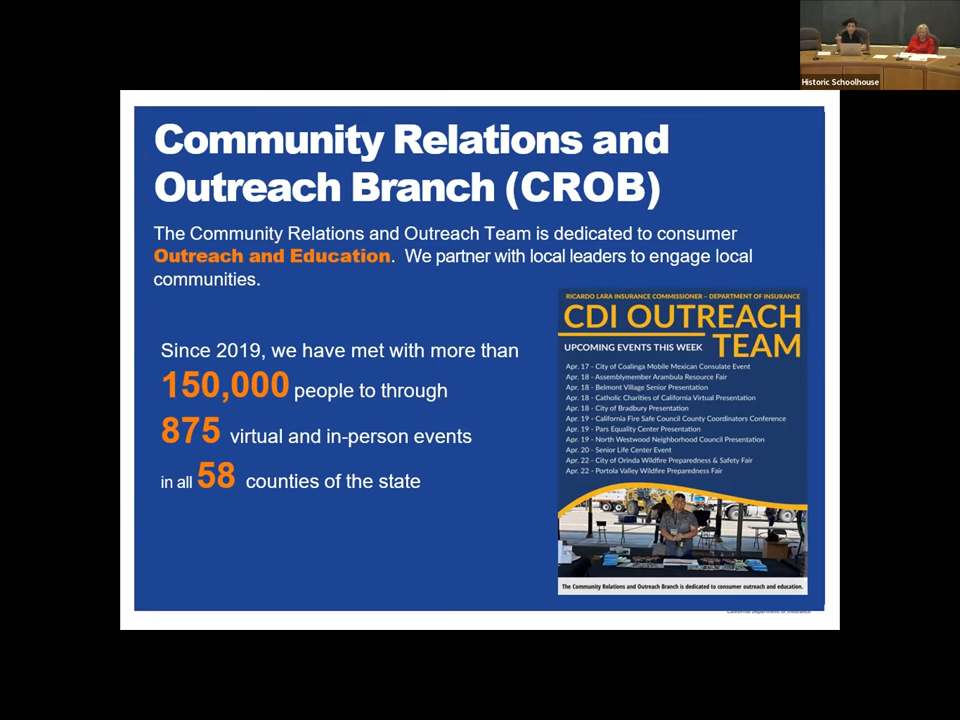 Historic Schoolhouse
Community Relations and
Outreach Branch (CROB)
The Community Relations and Outreach Team is dedicated to consumer
Outreach and Education. We partner with local leaders to engage local
communities.
Since 2019, we have met with more than
150,000 people to through
875 virtual and in-person events
in all 58 counties of the state
RICARDO LARA INSURANCE COMMISSIONER – DEPARTMENT OF INSURANCE
CDI OUTREACH
TEAM
UPCOMING EVENTS THIS WEEK
Apr. 17 - City of Coalinga Mobile Mexican Consulate Event
Apr. 18 - Assemblymember Arambula Resource Fair
Apr. 18 - Belmont Village Senior Presentation
Apr. 18 - Catholic Charities of California Virtual Presentation
Apr. 18 - City of Bradbury Presentation
Apr. 19 - California Fire Safe Council County Coordinators Conference
Apr. 19 - Pars Equality Center Presentation
Apr. 19 - North Westwood Neighborhood Council Presentation
Apr. 20 - Senior Life Center Event
Apr. 22 - City of Orinda Wildfire Preparedness & Safety Fair
Apr. 22 - Portola Valley Wildfire Preparedness Fair
The Community Relations and Outreach Branch is dedicated to consumer outreach and education.
California Department of Insurance